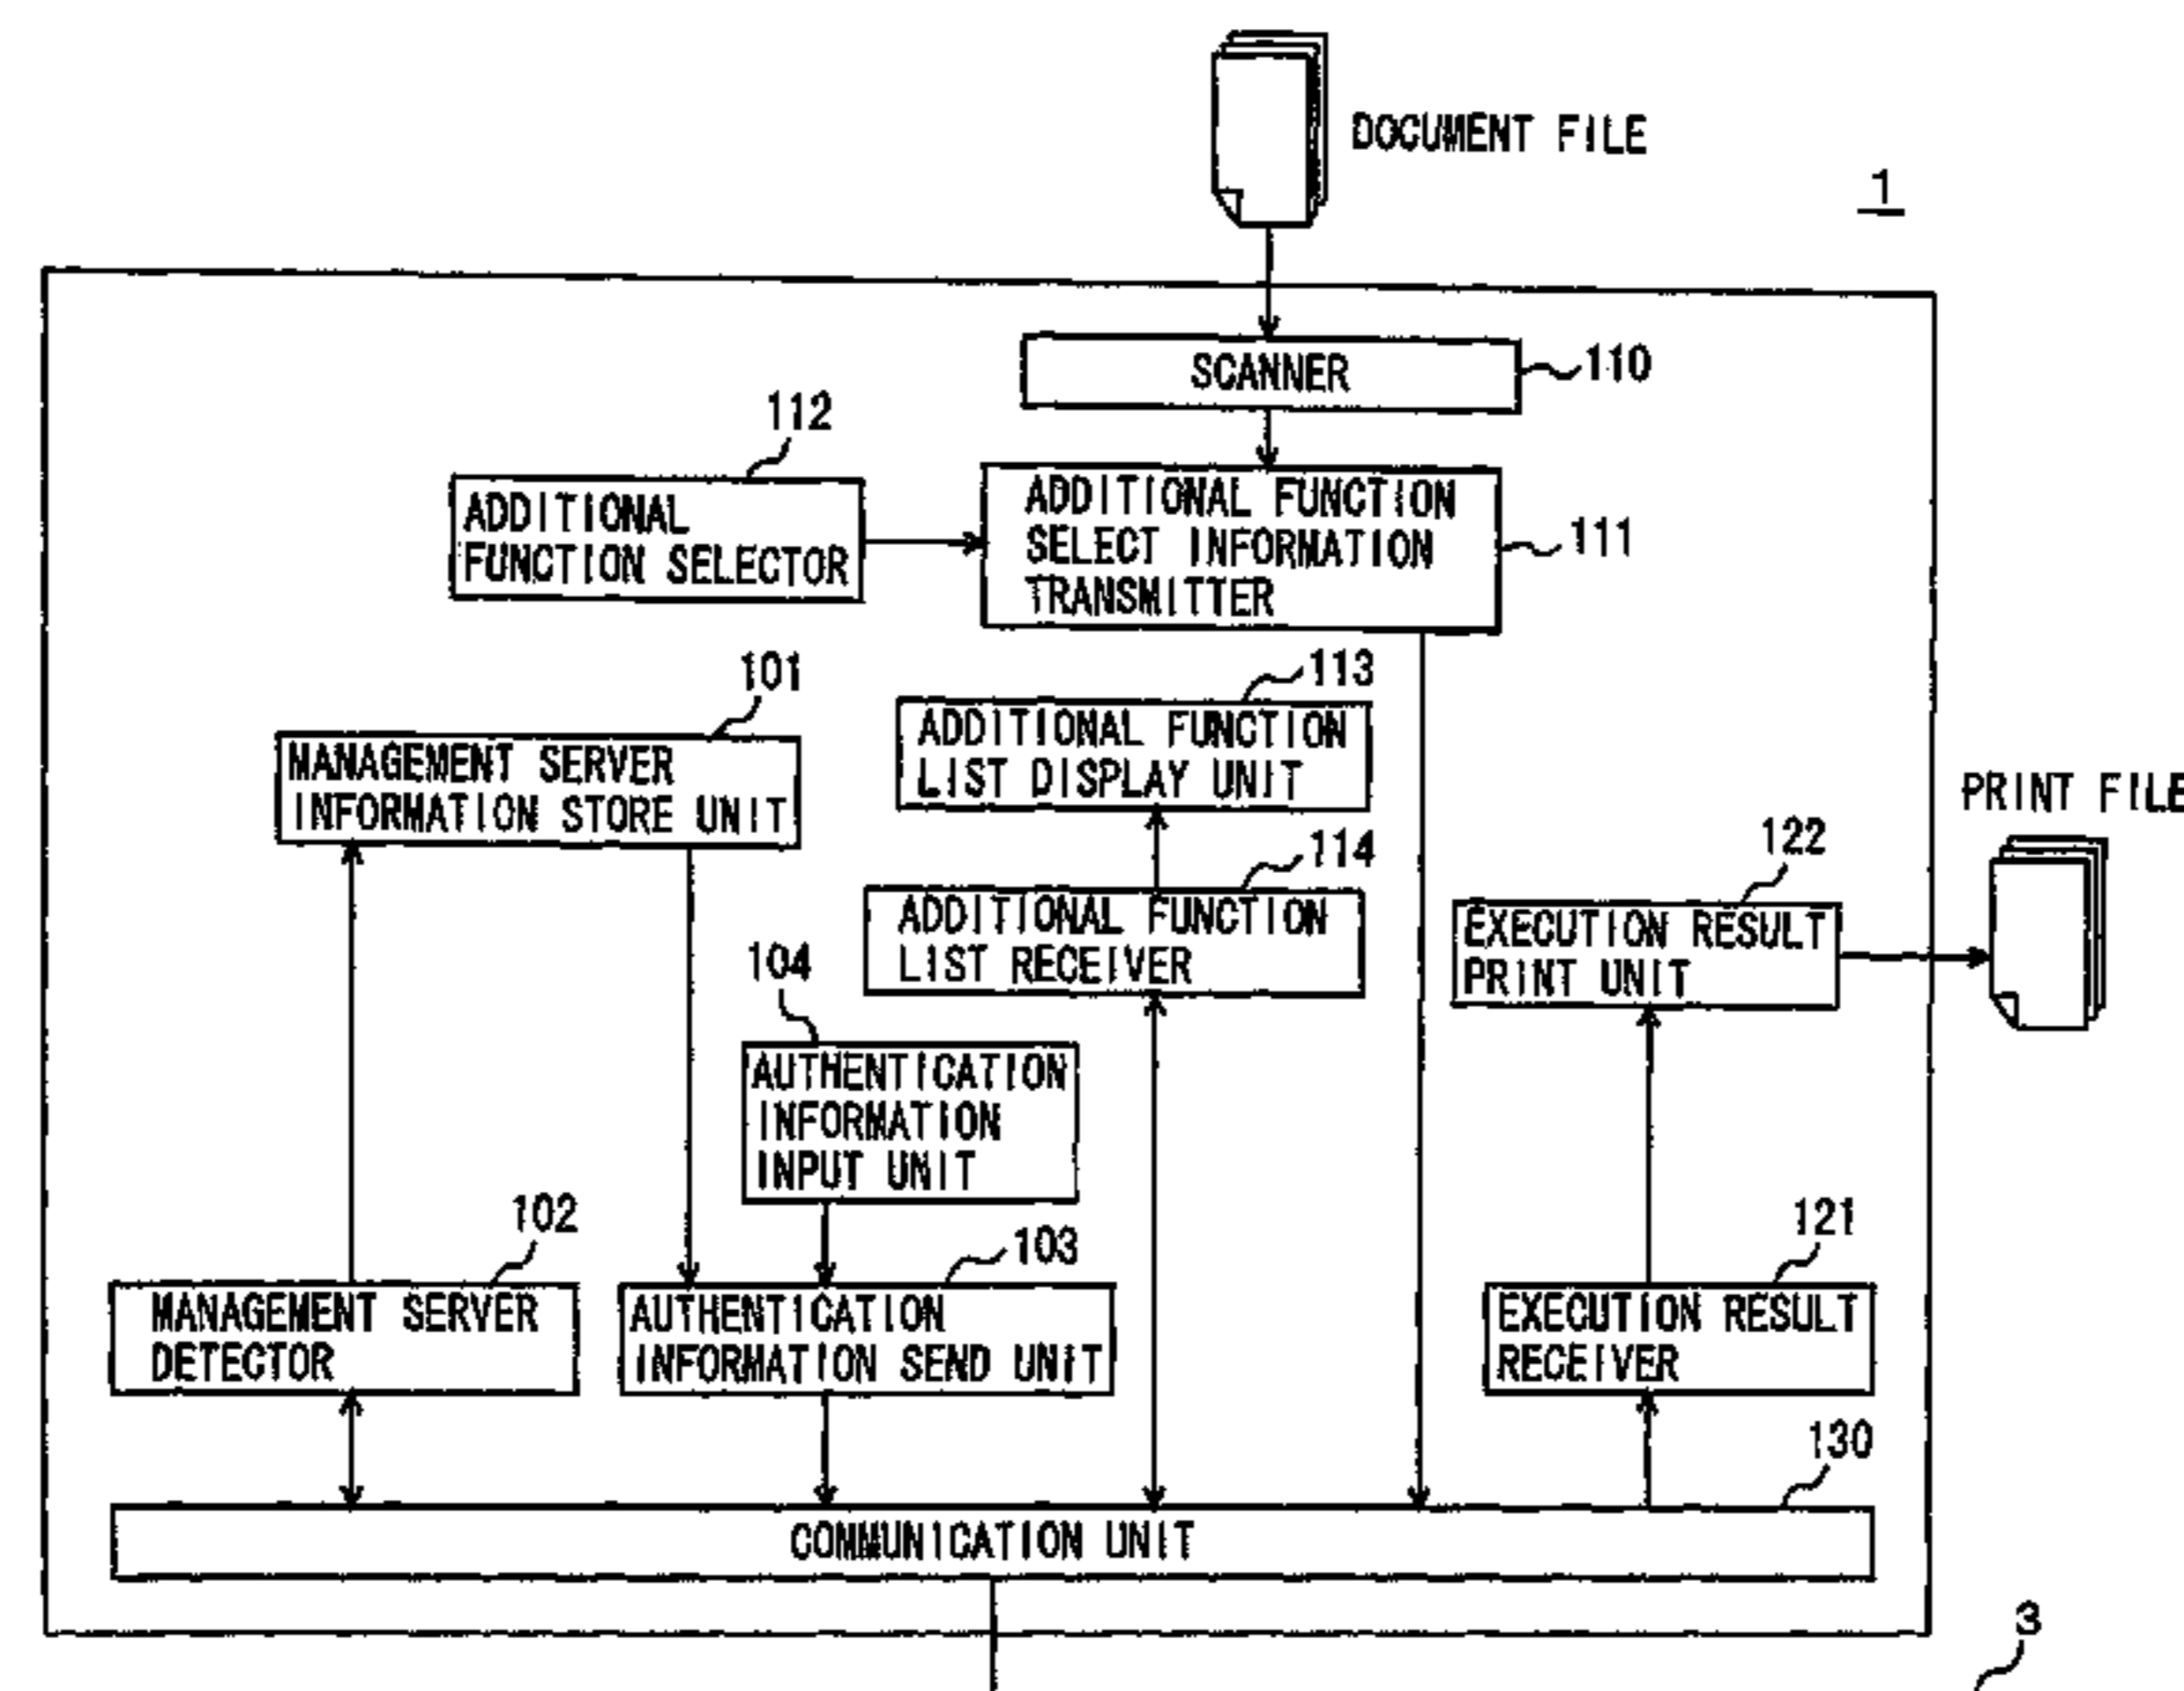 DOCUMENT FILE
1
SCANNER
110
112
ADDITIONAL
FUNCTION SELECTOR
ADDITIONAL FUNCTION
SELECT INFORMATION
TRANSMITTER
111
101
MANAGEMENT SERVER
INFORMATION STORE UNIT
113
ADDITIONAL FUNCTION
LIST DISPLAY UNIT
PRINT FILE
114
ADDITIONAL FUNCTION
LIST RECEIVER
122
EXECUTION RESULT
PRINT UNIT
104
AUTHENTICATION
INFORMATION
INPUT UNIT
102
MANAGEMENT SERVER
DETECTOR
103
AUTHENTICATION
INFORMATION SEND UNIT
121
EXECUTION RESULT
RECEIVER
130
COMMUNICATION UNIT
3